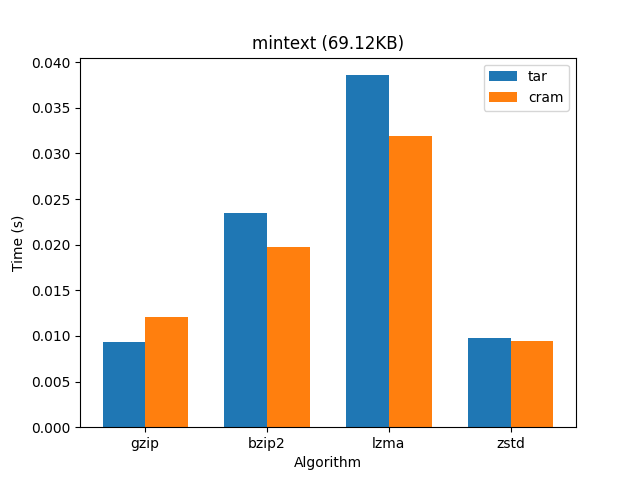 mintext (69.12KB)
tar
cram
0.040
0.035
0.030
0.025
0.020
0.015
0.010
0.005
0.000
Time (s)
gzip
bzip2
lzma
zstd
Algorithm